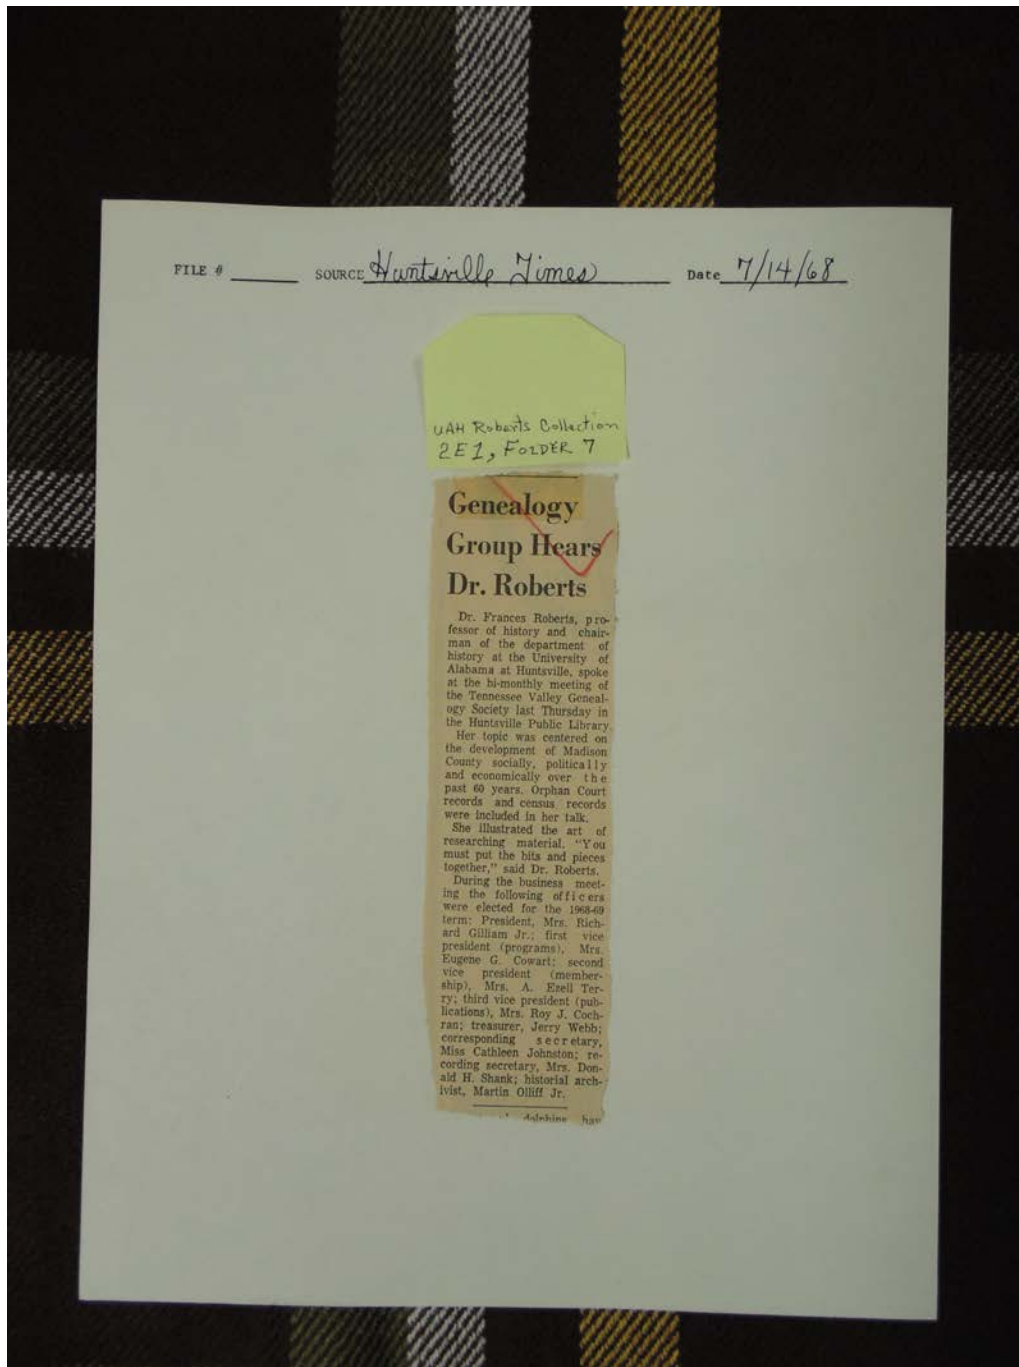 FILE # SOURCE Huntsville Times Date 7/14/68
UAH Roberts Collection
2E1, FOLDER 7
Genealogy
Group Hears
Dr. Roberts
Dr. Frances Roberts, pro-
fessor of history and chair-
man of the department of
history at the University of
Alabama at Huntsville, spoke
at the bi-monthly meeting of
the Tennessee Valley Geneal-
ogy Society last Thursday in
the Huntsville Public Library.
Her topic was centered on
the development of Madison
County socially, politically
and economically over the
past 60 years. Orphan Court
records and census records
were included in her talk.
She illustrated the art of
researching material. "You
must put the bits and pieces
together," said Dr. Roberts.
During the business meet-
ing the following officers
were elected for the 1968-69
term: President, Mrs. Rich-
ard Gilliam Jr.; first vice
president (programs), Mrs.
Eugene G. Cowart; second
vice president (member-
ship), Mrs. A. Ezell Ter-
ry; third vice president (pub-
lications), Mrs. Roy J. Coch-
ran; treasurer, Jerry Webb;
corresponding secretary,
Miss Cathleen Johnston; re-
cording secretary, Mrs. Don-
ald H. Shank; historial arch-
ivist, Martin Olliff Jr.
dolphins hav